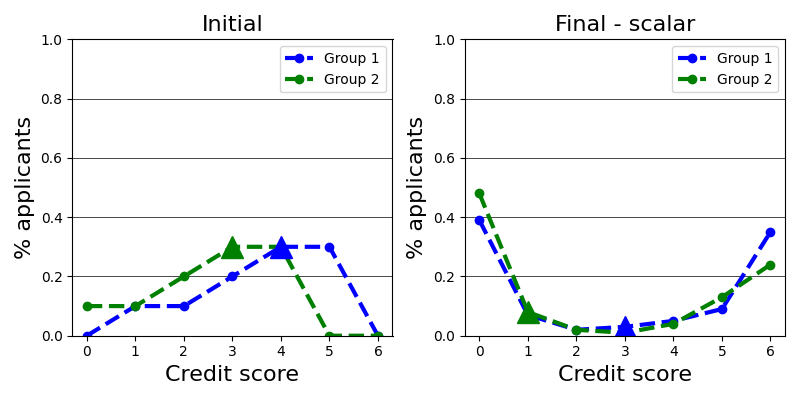 Initial
% applicants
1.0
0.8
0.6
0.4
0.2
0.0
Group 1
Group 2
0 1 2 3 4 5 6
Credit score
Final - scalar
% applicants
1.0
0.8
0.6
0.4
0.2
0.0
Group 1
Group 2
0 1 2 3 4 5 6
Credit score